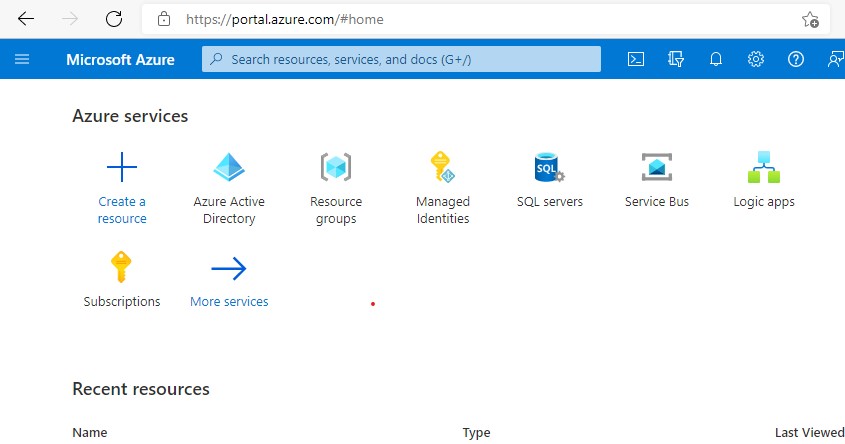 https://portal.azure.com/#home
Microsoft Azure
Search resources, services, and docs (G+/)
Azure services
Create a
resource
Azure Active
Directory
Resource
groups
Managed
Identities
SQL
SQL servers
Service Bus
Logic apps
Subscriptions
More services
Recent resources
Name Type Last Viewed